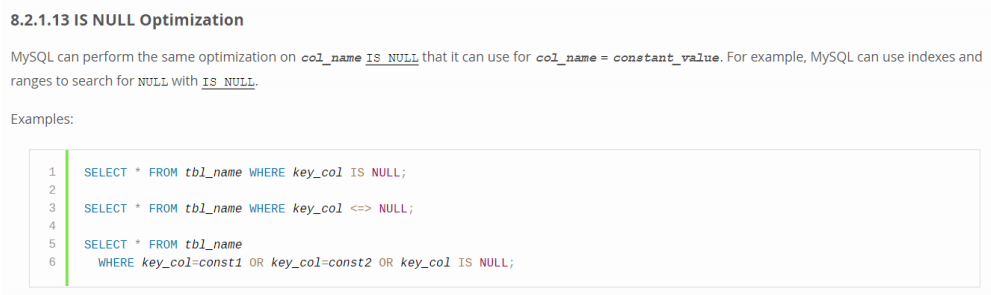 8.2.1.13 IS NULL Optimization
MySQL can perform the same optimization on col_name IS NULL that it can use for col_name = constant_value. For example, MySQL can use indexes and
ranges to search for NULL with IS NULL.
Examples:
1 SELECT * FROM tbl_name WHERE key_col IS NULL;
2
3 SELECT * FROM tbl_name WHERE key_col <=> NULL;
4
5 SELECT * FROM tbl_name
6 WHERE key_col=const1 OR key_col=const2 OR key_col IS NULL;